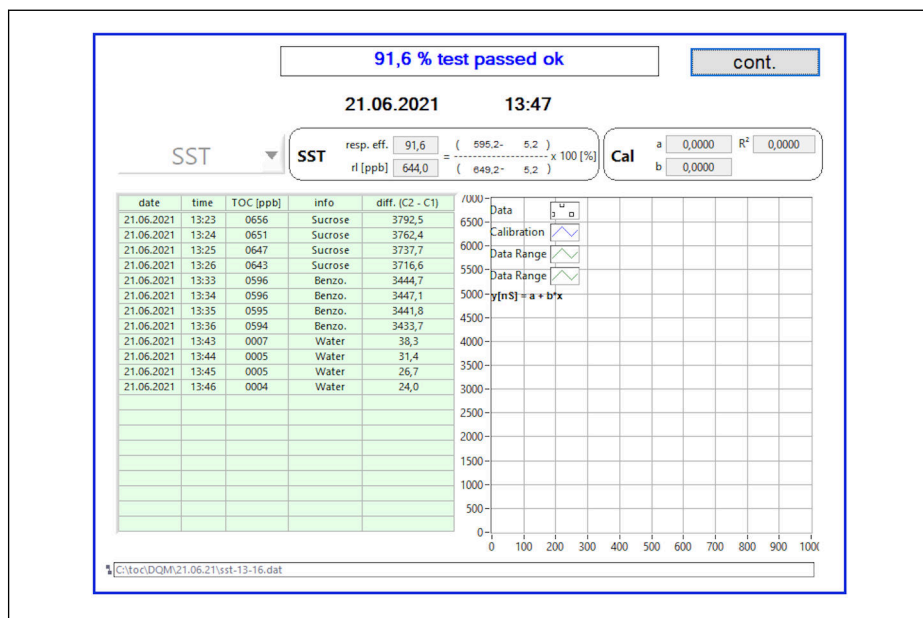 91,6 % test passed ok
cont.
21.06.2021 13:47
SST
SST
resp. eff. 91,6
rl [ppb] 644,0
= ( 595,2- 5,2 )
---------------- x 100 [%]
( 649,2- 5,2 )
Cal
a 0,0000 R² 0,0000
b 0,0000
date time TOC [ppb] info diff. (C2 - C1)
21.06.2021 13:23 0656 Sucrose 3792,5
21.06.2021 13:24 0651 Sucrose 3762,4
21.06.2021 13:25 0647 Sucrose 3737,7
21.06.2021 13:26 0643 Sucrose 3716,6
21.06.2021 13:33 0596 Benzo. 3444,7
21.06.2021 13:34 0596 Benzo. 3447,1
21.06.2021 13:35 0595 Benzo. 3441,8
21.06.2021 13:36 0594 Benzo. 3433,7
21.06.2021 13:43 0007 Water 38,3
21.06.2021 13:44 0005 Water 31,4
21.06.2021 13:45 0005 Water 26,7
21.06.2021 13:46 0004 Water 24,0
7000
6500
6000
5500
5000
4500
4000
3500
3000
2500
2000
1500
1000
500
0
Data
Calibration
Data Range
Data Range
y[nS] = a + b*x
0 100 200 300 400 500 600 700 800 900 1000
C:\toc\DQM\21.06.21\sst-13-16.dat